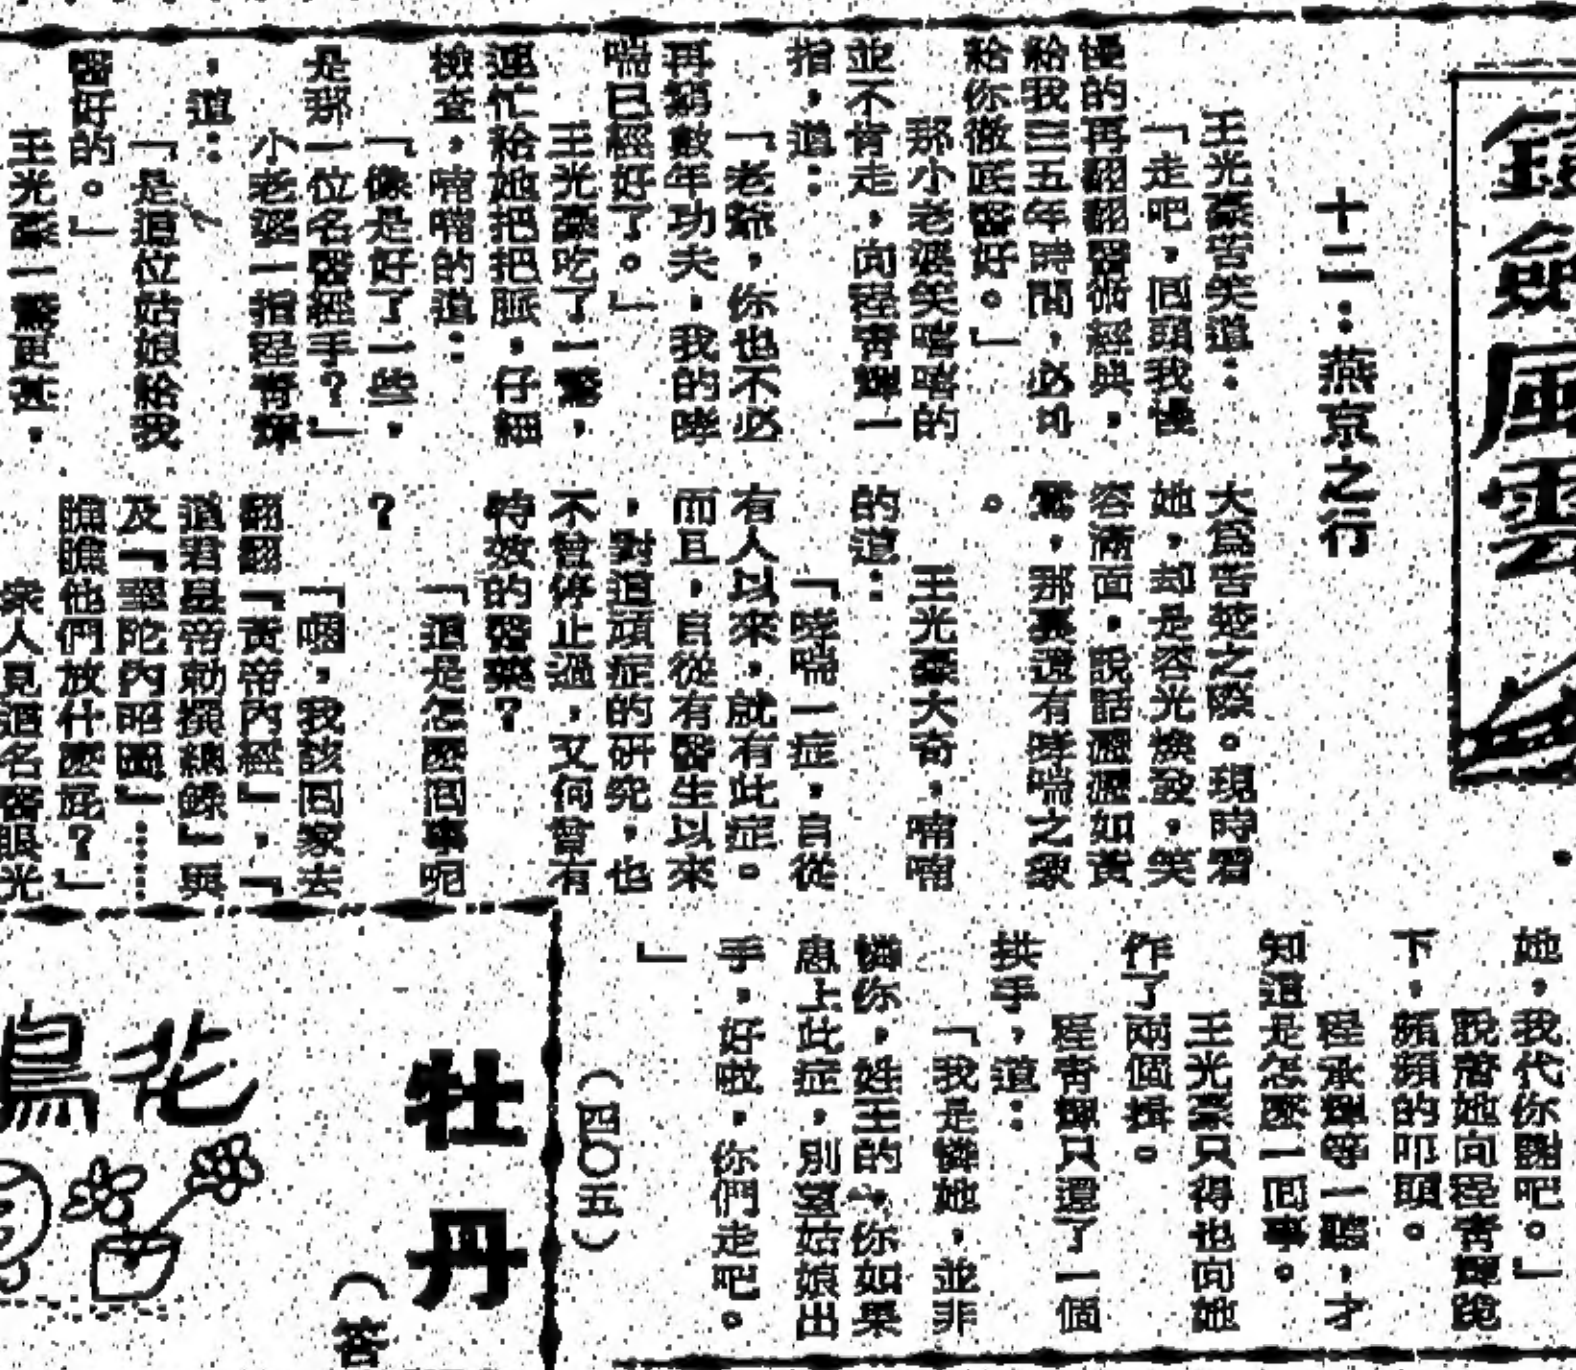 風雲
十二：燕京之行
王光豪苦笑道：
「走吧，回頭我慢
慢的再翻翻醫術經典，
給我三五年時間，必可
給你徹底醫好。」
那小老婆笑嘻嘻的
並不肯走，向程青輝一
指，道：
「老爺，你也不必
再窮數年功夫，我的哮
喘已經好了。」
王光豪吃了一驚，
連忙給她把把脈，仔細
檢查，喃喃的道：
「像是好了一些，
是那一位名醫經手？」
小老婆一指程青輝
，道：
「是這位姑娘給我
醫好的。」
王光豪一驚更甚，
大為苦楚之際。現時看
她，却是容光煥發，笑
容滿面，說話瀝瀝如黃
鶯，那裏還有哮喘之象
。
王光豪大奇，喃喃
的道：
「哮喘一症，自從
有人以來，就有此症。
而且，自從有醫生以來
，對這項症的研究，也
不曾停止過，又何曾有
特效的醫藥？
「這是怎麼回事呢
？
「嗯，我該回家去
翻翻『黃帝內經』，『
道君皇帝勅撰總錄』與
及『華陀內昭圖』……
瞧瞧他們放什麼屁？」
衆人見這名醫眼光
她，我代你謝吧。」
說着她向程青輝跪
下，頻頻的叩頭。
程承輝等一聽，才
知道是怎麼一回事。
王光豪只得也向她
作了兩個揖。
程青輝只還了一個
拱手，道：
「我是憐她，並非
憐你，姓王的，你如果
患上此症，別望姑娘出
手，好啦，你們走吧。
」
（四〇五）
牡丹
（答
花鳥